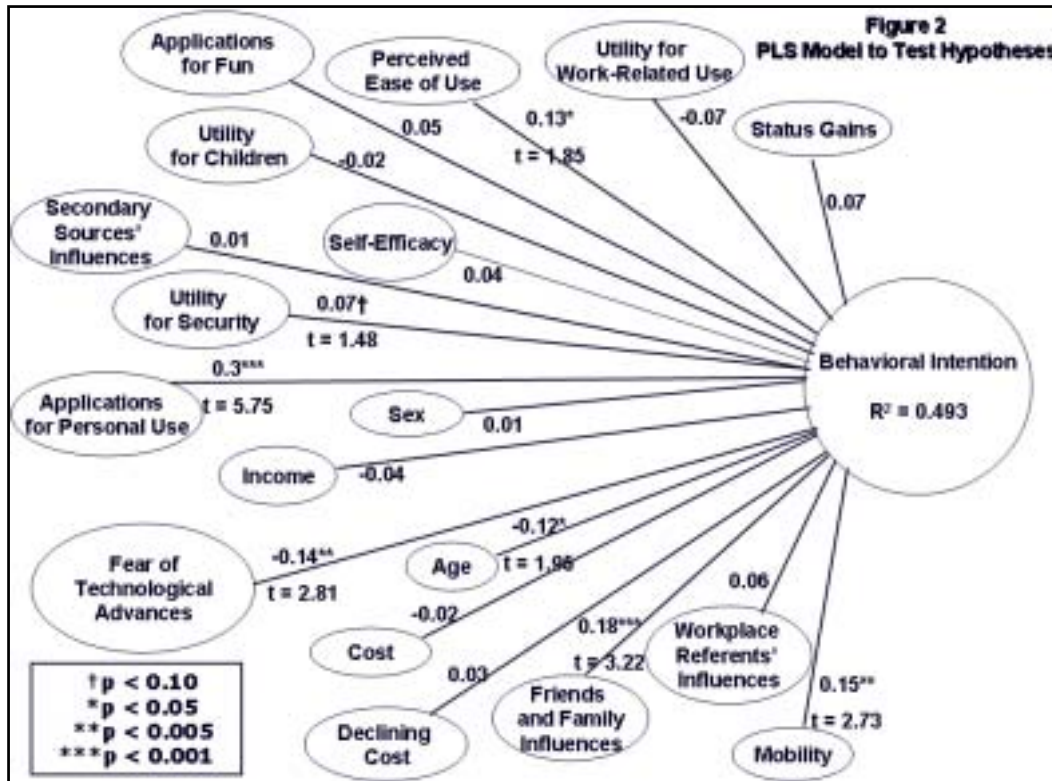 Figure 2
PLS Model to Test Hypotheses
Applications
for Fun
0.05
Perceived
Ease of Use
0.13*
t = 1.85
Utility for
Work-Related Use
-0.07
Status Gains
0.07
Utility
for Children
-0.02
Secondary
Sources'
Influences
0.01
Self-Efficacy
0.04
Utility
for Security
0.07†
t = 1.48
Behavioral Intention
R² = 0.493
0.3***
t = 5.75
Applications
for Personal Use
Sex
0.01
Income
-0.04
Fear of
Technological
Advances
-0.14**
t = 2.81
Age
-0.12*
t = 1.96
Cost
-0.02
Declining
Cost
0.03
Friends
and Family
Influences
0.18***
t = 3.22
Workplace
Referents'
Influences
0.06
Mobility
0.15**
t = 2.73
†p < 0.10
*p < 0.05
**p < 0.005
***p < 0.001